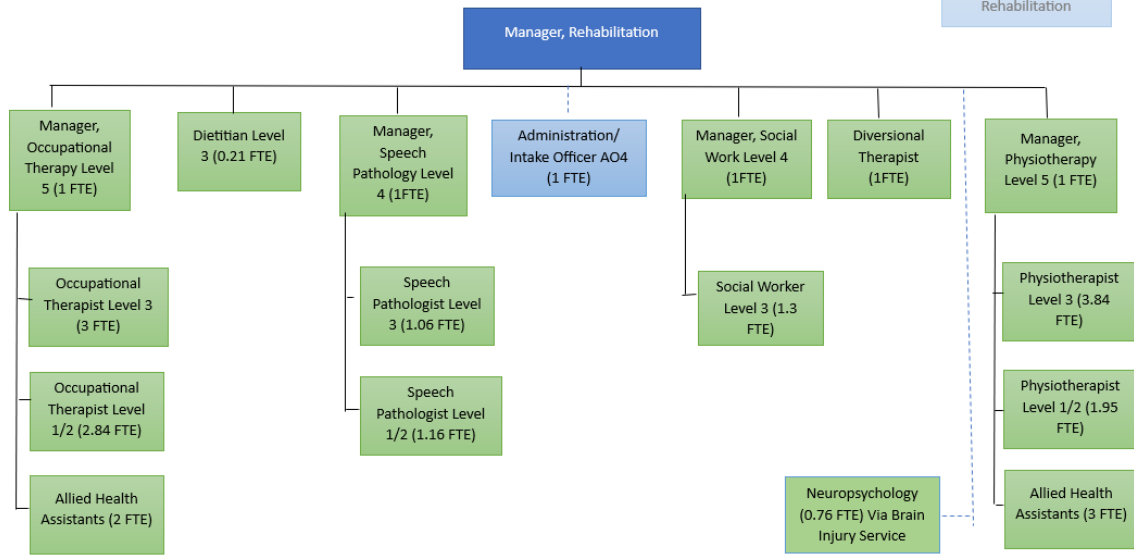 Rehabilitation
Manager, Rehabilitation
Manager,
Occupational
Therapy Level
5 (1 FTE)
Dietitian Level
3 (0.21 FTE)
Manager,
Speech
Pathology Level
4 (1FTE)
Administration/
Intake Officer AO4
(1 FTE)
Manager, Social
Work Level 4
(1FTE)
Diversional
Therapist
(1FTE)
Manager,
Physiotherapy
Level 5 (1 FTE)
Occupational
Therapist Level 3
(3 FTE)
Speech
Pathologist Level
3 (1.06 FTE)
Social Worker
Level 3 (1.3
FTE)
Physiotherapist
Level 3 (3.84
FTE)
Occupational
Therapist Level
1/2 (2.84 FTE)
Speech
Pathologist Level
1/2 (1.16 FTE)
Physiotherapist
Level 1/2 (1.95
FTE)
Allied Health
Assistants (2 FTE)
Neuropsychology
(0.76 FTE) Via Brain
Injury Service
Allied Health
Assistants (3 FTE)